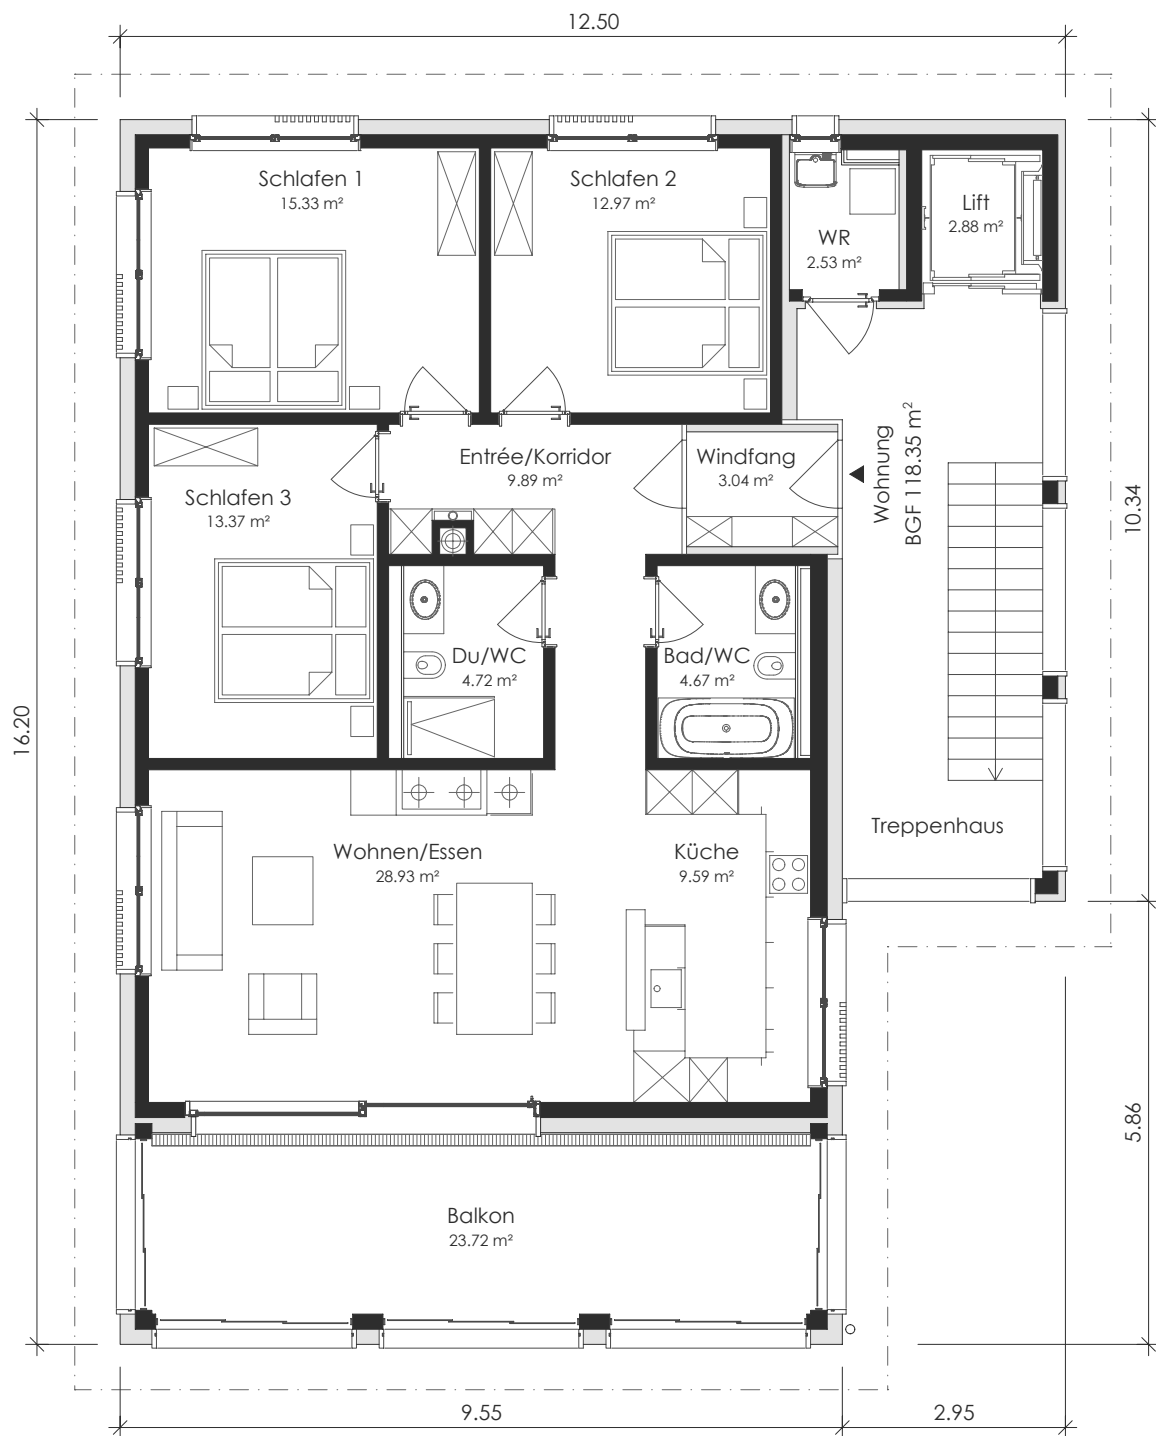 12.50
Schlafen 1
15.33 m²
Schlafen 2
12.97 m²
Lift
2.88 m²
WR
2.53 m²
Entrée/Korridor
9.89 m²
Windfang
3.04 m²
Wohnung
BGF 118.35 m²
Schlafen 3
13.37 m²
10.34
Du/WC
4.72 m²
Bad/WC
4.67 m²
16.20
Treppenhaus
Wohnen/Essen
28.93 m²
Küche
9.59 m²
5.86
Balkon
23.72 m²
9.55
2.95